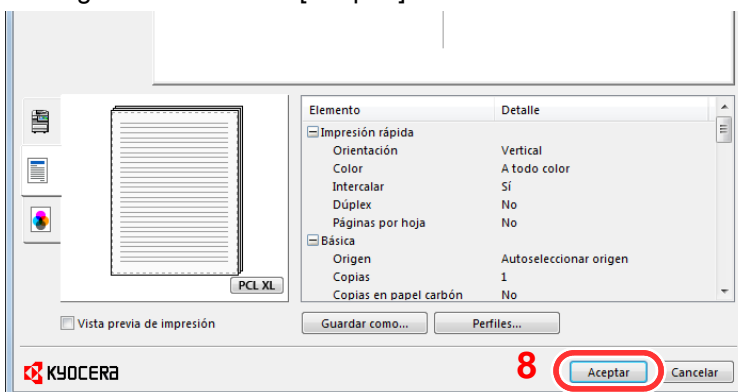 Elemento Detalle
Impresión rápida
Orientación Vertical
Color A todo color
Intercalar Sí
Dúplex No
Páginas por hoja No
Básica
Origen Autoseleccionar origen
Copias 1
Copias en papel carbón No
PCL XL
Vista previa de impresión Guardar como... Perfiles...
KYOCERA 8 Aceptar Cancelar